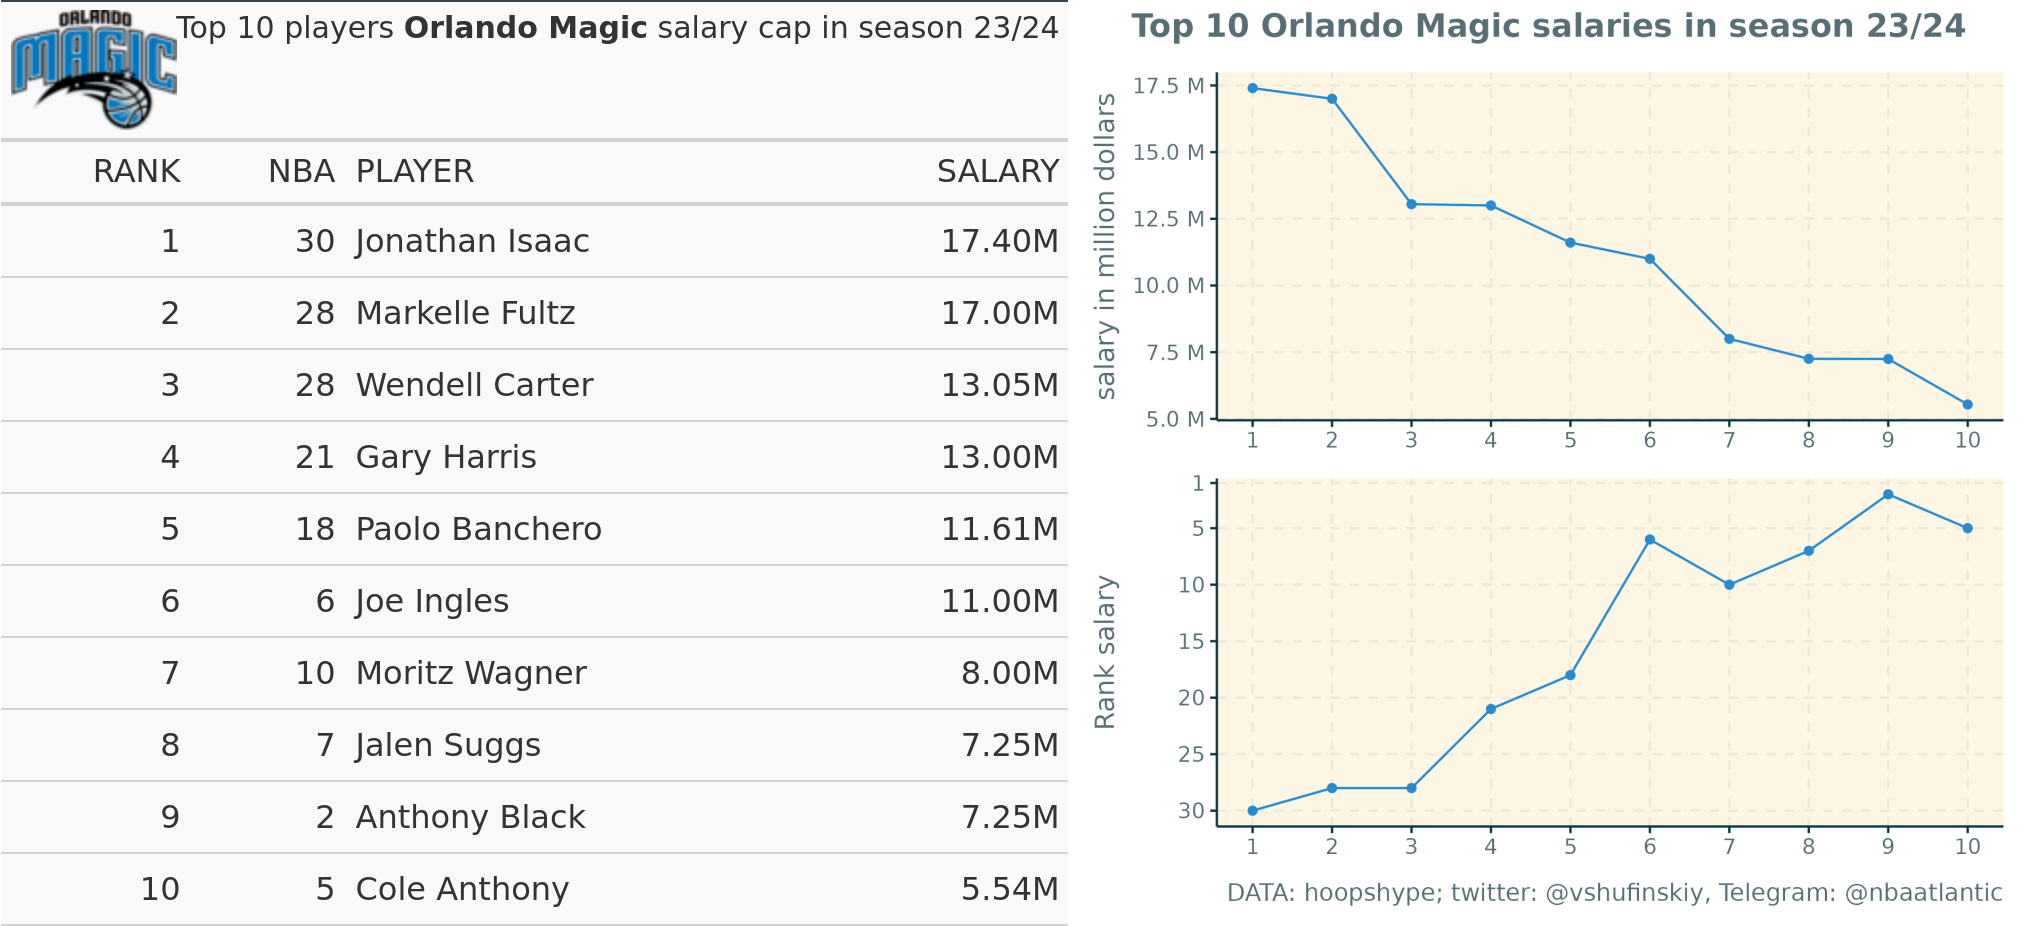 ORLANDO
MAGIC
Top 10 players Orlando Magic salary cap in season 23/24
RANK NBA PLAYER SALARY
1 30 Jonathan Isaac 17.40M
2 28 Markelle Fultz 17.00M
3 28 Wendell Carter 13.05M
4 21 Gary Harris 13.00M
5 18 Paolo Banchero 11.61M
6 6 Joe Ingles 11.00M
7 10 Moritz Wagner 8.00M
8 7 Jalen Suggs 7.25M
9 2 Anthony Black 7.25M
10 5 Cole Anthony 5.54M
Top 10 Orlando Magic salaries in season 23/24
salary in million dollars
17.5 M
15.0 M
12.5 M
10.0 M
7.5 M
5.0 M
1 2 3 4 5 6 7 8 9 10
Rank salary
1
5
10
15
20
25
30
1 2 3 4 5 6 7 8 9 10
DATA: hoopshype; twitter: @vshufinskiy, Telegram: @nbaatlantic